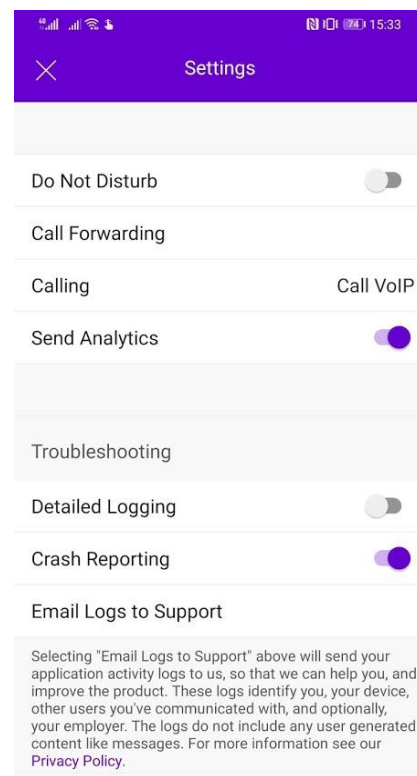 4G 74 15:33
Settings
Do Not Disturb
Call Forwarding
Calling Call VoIP
Send Analytics
Troubleshooting
Detailed Logging
Crash Reporting
Email Logs to Support
Selecting "Email Logs to Support" above will send your
application activity logs to us, so that we can help you, and
improve the product. These logs identify you, your device,
other users you've communicated with, and optionally,
your employer. The logs do not include any user generated
content like messages. For more information see our
Privacy Policy.